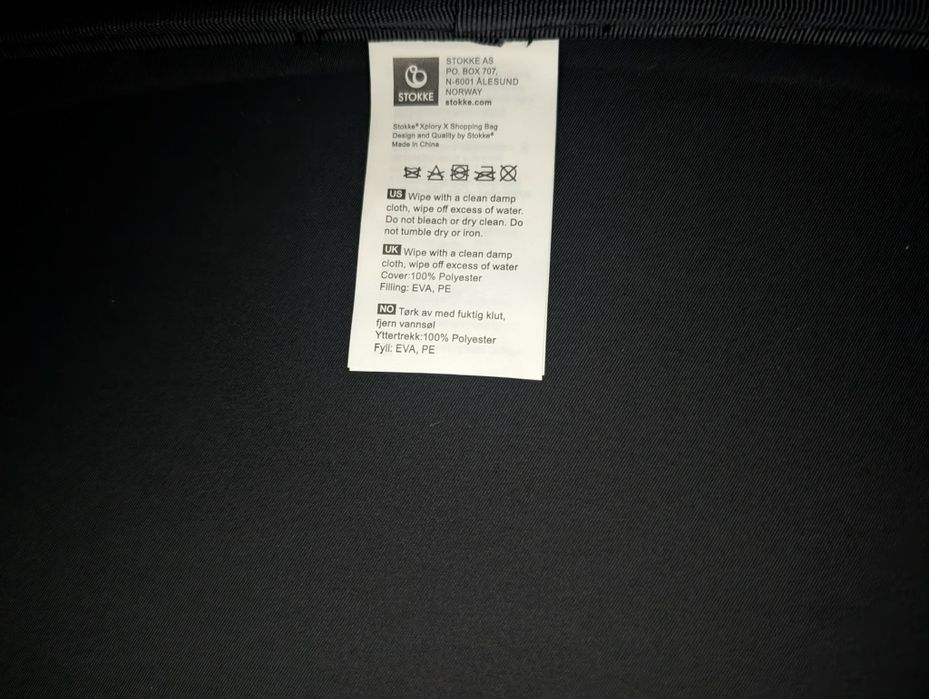 STOKKE
STOKKE AS
PO. BOX 707,
N-6001 ÅLESUND
NORWAY
stokke.com
Stokke® Xplory X Shopping Bag
Design and Quality by Stokke®
Made in China
US Wipe with a clean damp
cloth, wipe off excess of water.
Do not bleach or dry clean. Do
not tumble dry or iron.
UK Wipe with a clean damp
cloth, wipe off excess of water
Cover:100% Polyester
Filling: EVA, PE
NO Tørk av med fuktig klut,
fjern vannsøl
Yttertrekk:100% Polyester
Fyll: EVA, PE